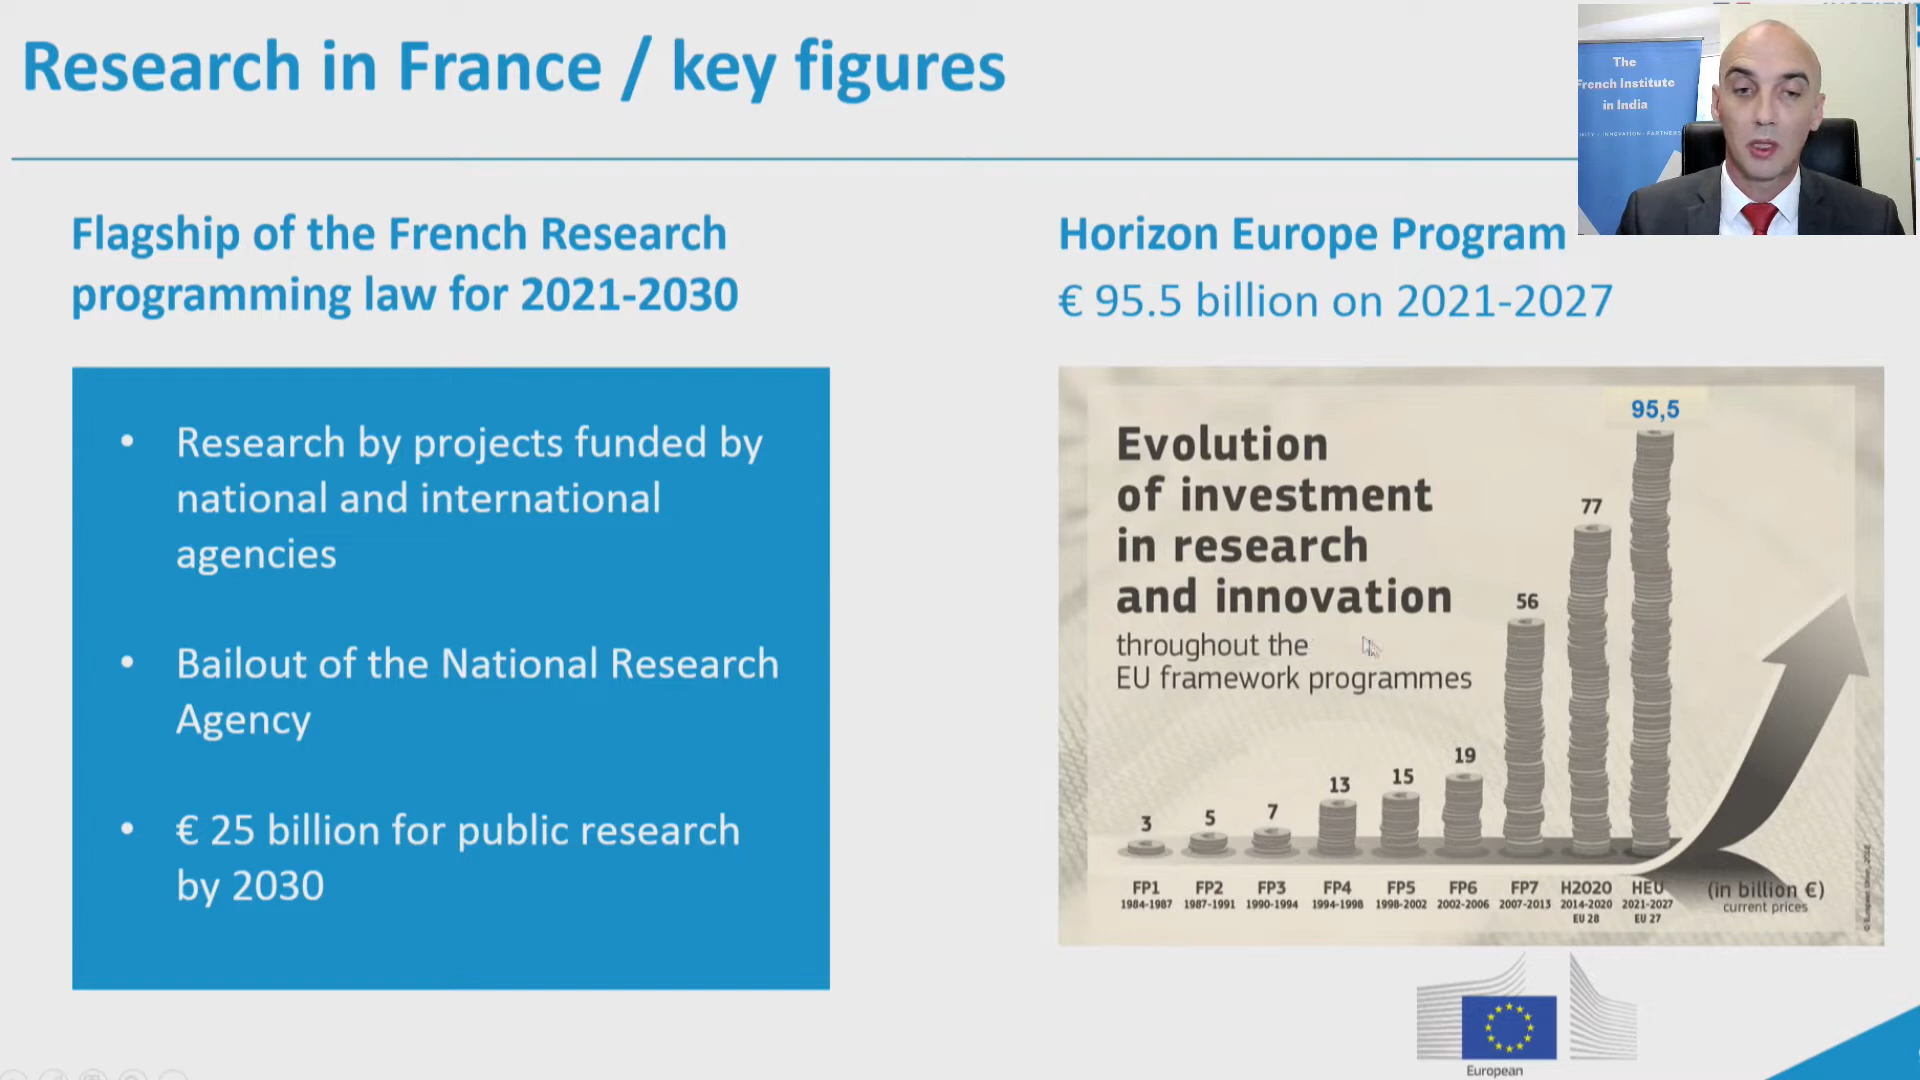 Research in France / key figures
The
French Institute
in India
Flagship of the French Research
programming law for 2021-2030
• Research by projects funded by
national and international
agencies
• Bailout of the National Research
Agency
• € 25 billion for public research
by 2030
Horizon Europe Program
€ 95.5 billion on 2021-2027
Evolution
of investment
in research
and innovation
throughout the
EU framework programmes
3 5 7 13 15 19 56 77 95,5
FP1 FP2 FP3 FP4 FP5 FP6 FP7 H2020 HEU
1984-1987 1987-1991 1990-1994 1994-1998 1998-2002 2002-2006 2007-2013 2014-2020 2021-2027
EU 28 EU 27
(in billion €)
current prices
European